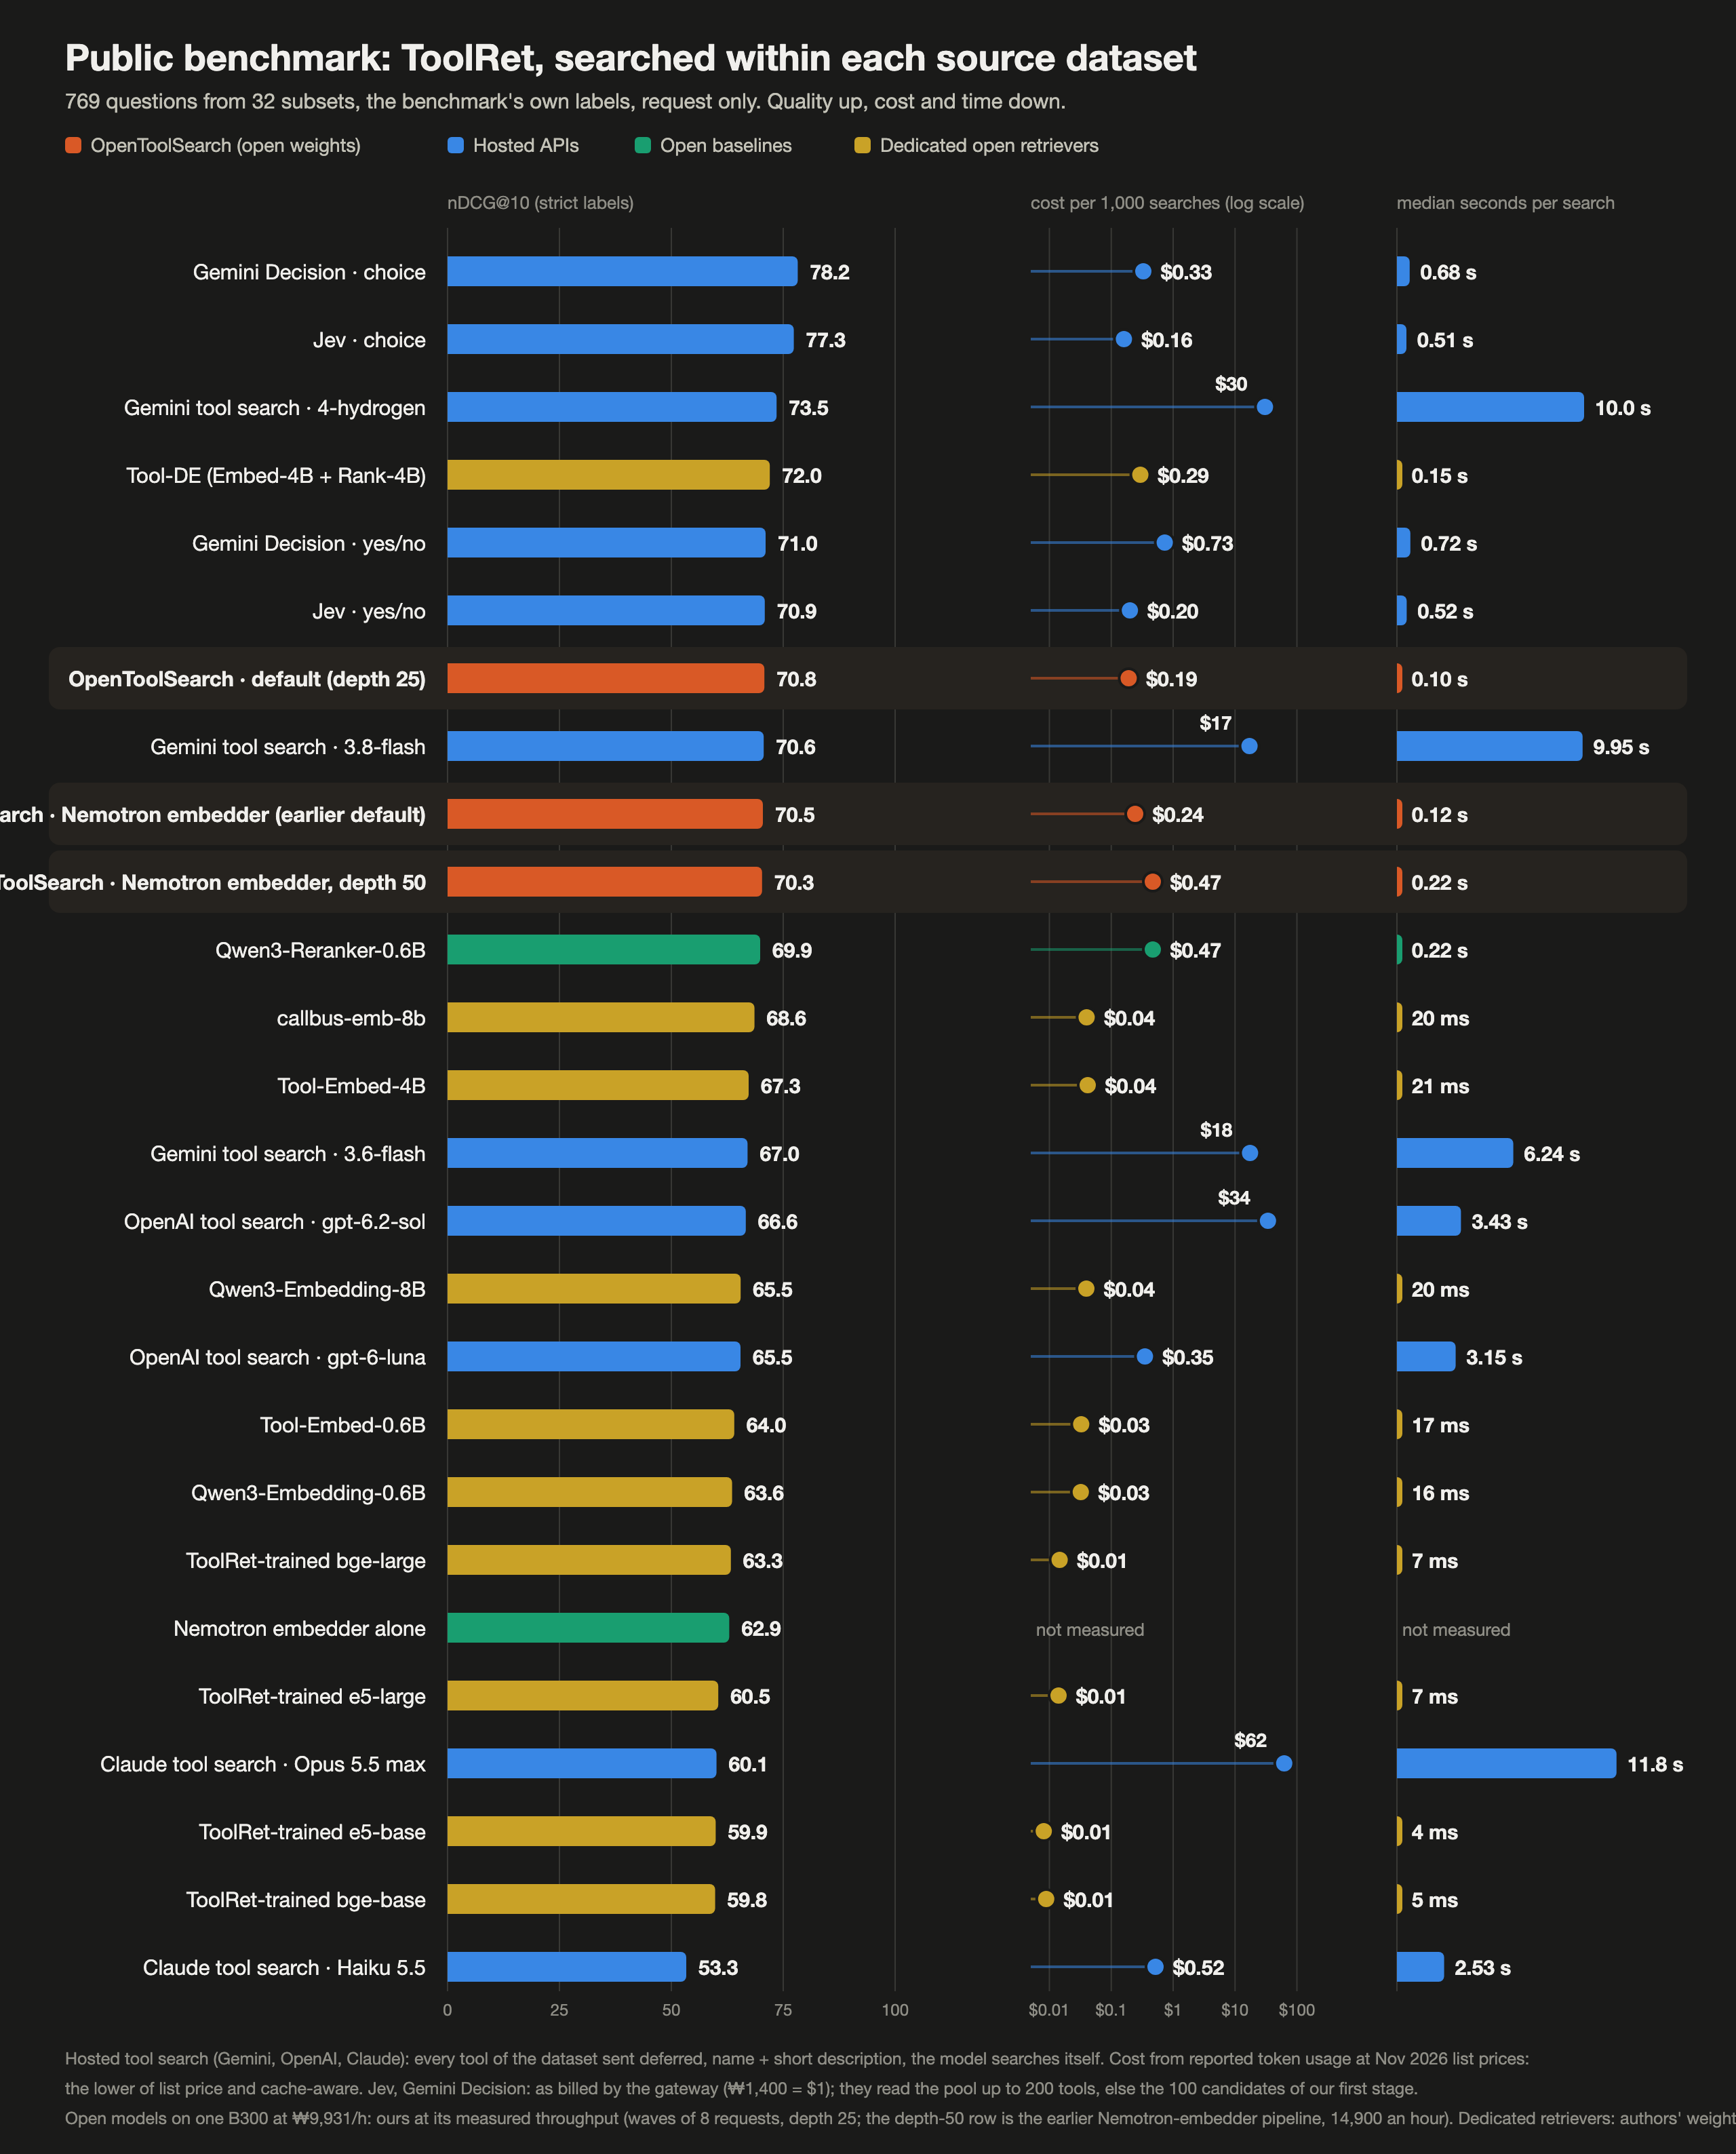 Public benchmark: ToolRet, searched within each source dataset
769 questions from 32 subsets, the benchmark's own labels, request only. Quality up, cost and time down.
OpenToolSearch (open weights) Hosted APIs Open baselines Dedicated open retrievers
nDCG@10 (strict labels) cost per 1,000 searches (log scale) median seconds per search
Gemini Decision · choice 78.2 $0.33 0.68 s
Jev · choice 77.3 $0.16 0.51 s
Gemini tool search · 4-hydrogen 73.5 $30 10.0 s
Tool-DE (Embed-4B + Rank-4B) 72.0 $0.29 0.15 s
Gemini Decision · yes/no 71.0 $0.73 0.72 s
Jev · yes/no 70.9 $0.20 0.52 s
OpenToolSearch · default (depth 25) 70.8 $0.19 0.10 s
Gemini tool search · 3.8-flash 70.6 $17 9.95 s
arch · Nemotron embedder (earlier default) 70.5 $0.24 0.12 s
ToolSearch · Nemotron embedder, depth 50 70.3 $0.47 0.22 s
Qwen3-Reranker-0.6B 69.9 $0.47 0.22 s
callbus-emb-8b 68.6 $0.04 20 ms
Tool-Embed-4B 67.3 $0.04 21 ms
Gemini tool search · 3.6-flash 67.0 $18 6.24 s
OpenAI tool search · gpt-6.2-sol 66.6 $34 3.43 s
Qwen3-Embedding-8B 65.5 $0.04 20 ms
OpenAI tool search · gpt-6-luna 65.5 $0.35 3.15 s
Tool-Embed-0.6B 64.0 $0.03 17 ms
Qwen3-Embedding-0.6B 63.6 $0.03 16 ms
ToolRet-trained bge-large 63.3 $0.01 7 ms
Nemotron embedder alone 62.9 not measured not measured
ToolRet-trained e5-large 60.5 $0.01 7 ms
Claude tool search · Opus 5.5 max 60.1 $62 11.8 s
ToolRet-trained e5-base 59.9 $0.01 4 ms
ToolRet-trained bge-base 59.8 $0.01 5 ms
Claude tool search · Haiku 5.5 53.3 $0.52 2.53 s
0 25 50 75 100 $0.01 $0.1 $1 $10 $100
Hosted tool search (Gemini, OpenAI, Claude): every tool of the dataset sent deferred, name + short description, the model searches itself. Cost from reported token usage at Nov 2026 list prices:
the lower of list price and cache-aware. Jev, Gemini Decision: as billed by the gateway (₩1,400 = $1); they read the pool up to 200 tools, else the 100 candidates of our first stage.
Open models on one B300 at ₩9,931/h: ours at its measured throughput (waves of 8 requests, depth 25; the depth-50 row is the earlier Nemotron-embedder pipeline, 14,900 an hour). Dedicated retrievers: authors' weight